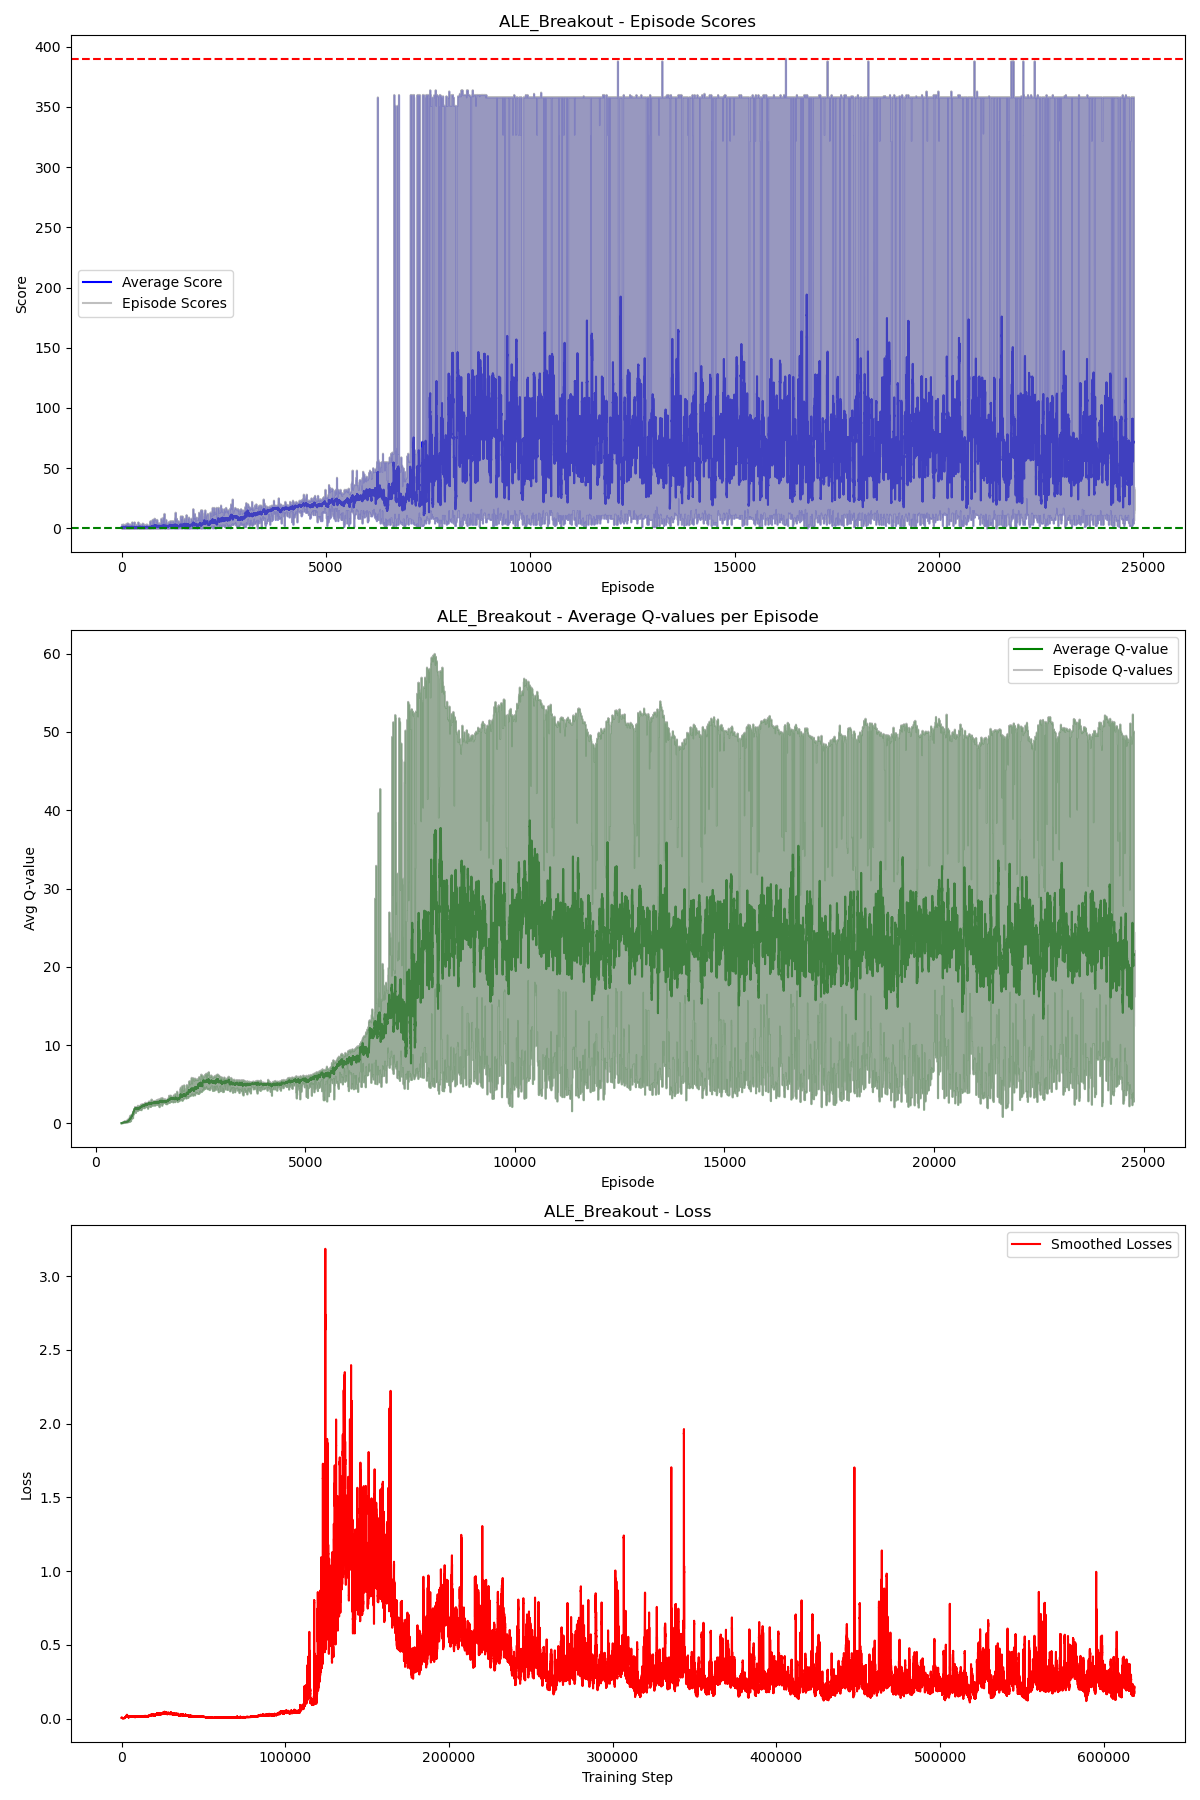 ALE_Breakout - Episode Scores
400
350
300
250
200
150
100
50
0
Score
Average Score
Episode Scores
0 5000 10000 15000 20000 25000
Episode
ALE_Breakout - Average Q-values per Episode
60
50
40
30
20
10
0
Avg Q-value
Average Q-value
Episode Q-values
0 5000 10000 15000 20000 25000
Episode
ALE_Breakout - Loss
3.0
2.5
2.0
1.5
1.0
0.5
0.0
Loss
Smoothed Losses
0 100000 200000 300000 400000 500000 600000
Training Step